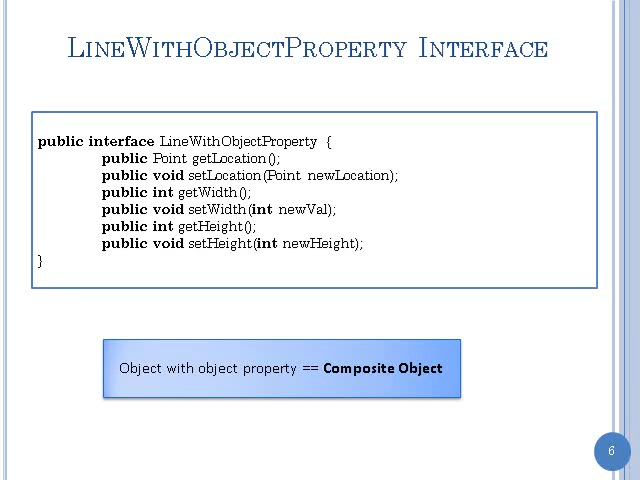 LINEWITHOBJECTPROPERTY INTERFACE
public interface LineWithObjectProperty {
public Point getLocation();
public void setLocation(Point newLocation);
public int getWidth();
public void setWidth(int newVal);
public int getHeight();
public void setHeight(int newHeight);
}
Object with object property == Composite Object
6